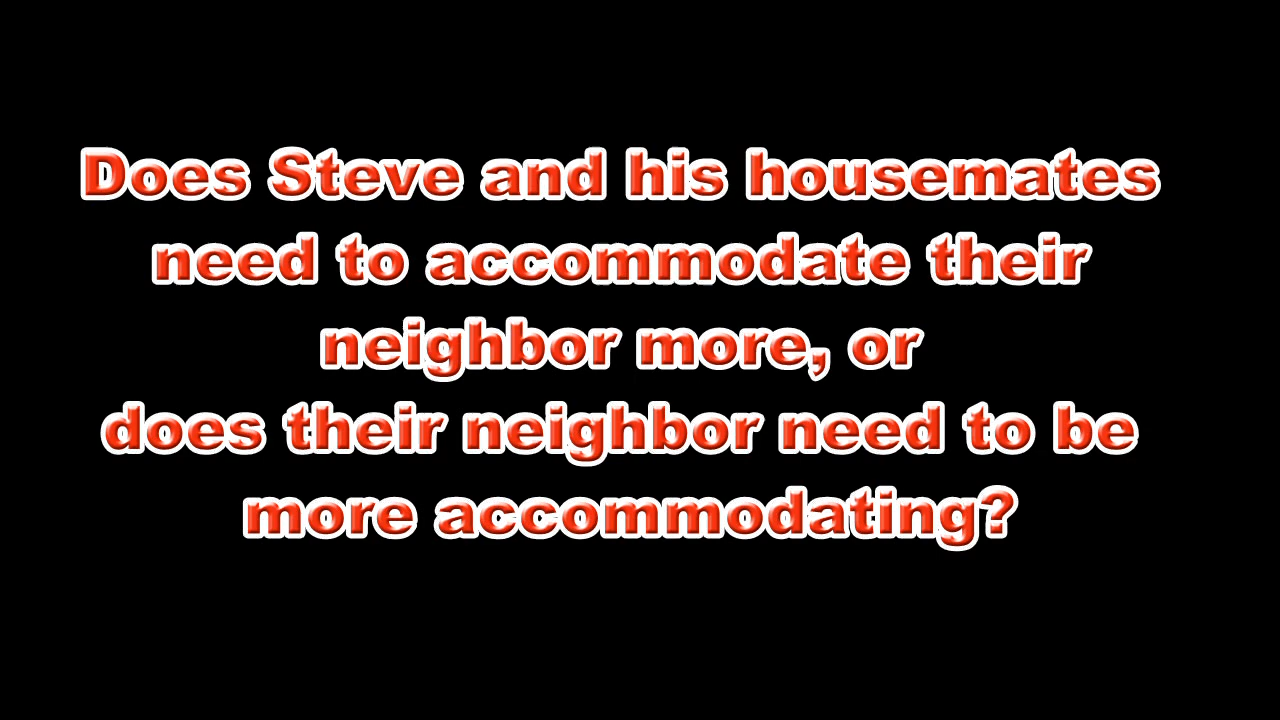 Does Steve and his housemates
need to accommodate their
neighbor more, or
does their neighbor need to be
more accommodating?